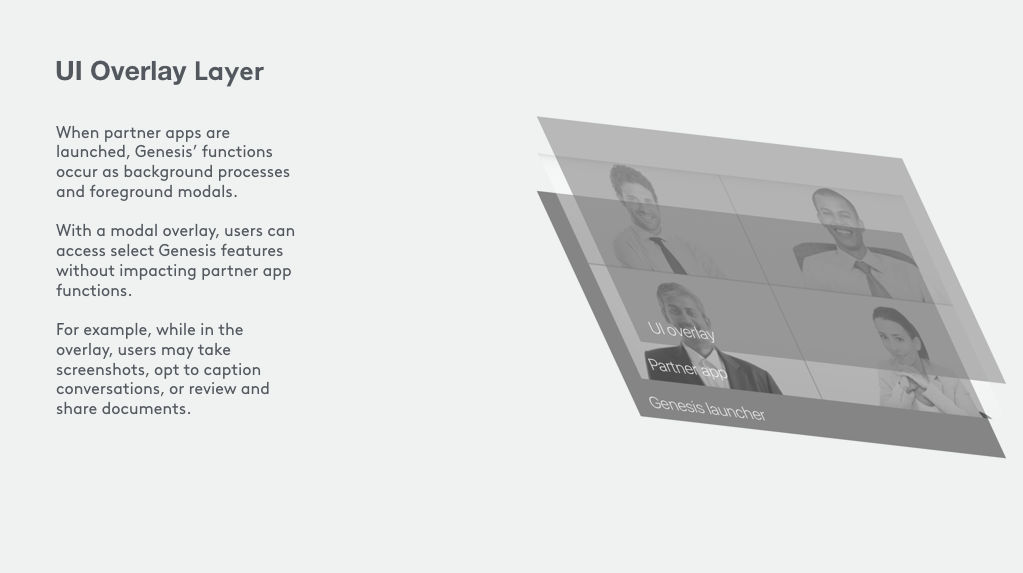 UI Overlay Layer
When partner apps are
launched, Genesis’ functions
occur as background processes
and foreground modals.
With a modal overlay, users can
access select Genesis features
without impacting partner app
functions.
For example, while in the
overlay, users may take
screenshots, opt to caption
conversations, or review and
share documents.
UI overlay
Partner app
Genesis launcher